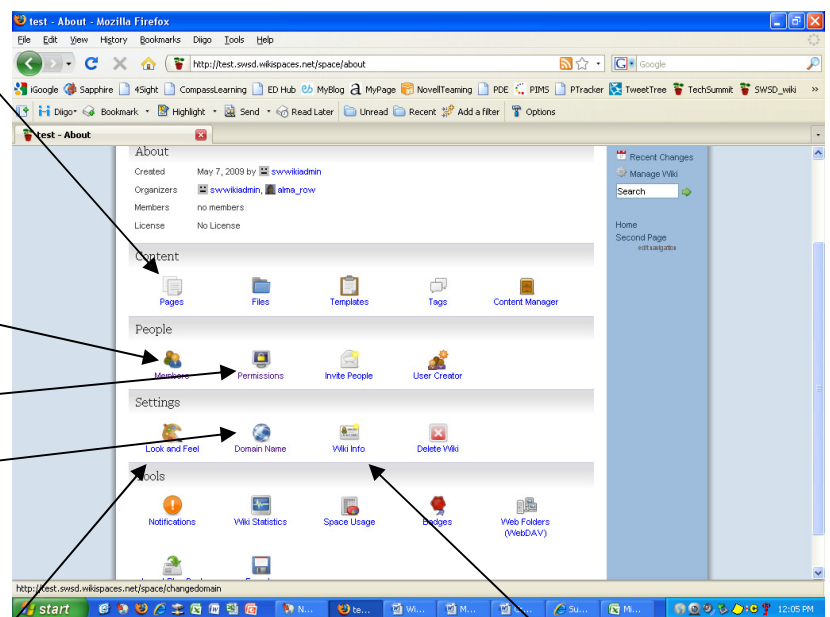 test - About - Mozilla Firefox
File Edit View History Bookmarks Diigo Tools Help
http://test.swsd.wikispaces.net/space/about
Google
iGoogle Sapphire 4Sight CompassLearning ED Hub MyBlog MyPage NovellTeaming PDE PIMS PTracker TweetTree TechSummit SWSD_wiki »
Diigo Bookmark Highlight Send Read Later Unread Recent Add a filter Options
test - About
About
Created May 7, 2009 by swwikiadmin
Organizers swwikiadmin, alma_row
Members no members
License No License
Recent Changes
Manage Wiki
Search
Home
Second Page
edit navigation
Content
Pages Files Templates Tags Content Manager
People
Members Permissions Invite People User Creator
Settings
Look and Feel Domain Name Wiki Info Delete Wiki
Tools
Notifications Wiki Statistics Space Usage Badges Web Folders
(WebDAV)
http://test.swsd.wikispaces.net/space/changedomain
start N... te... Wi... M... Su... Mi... 12:05 PM